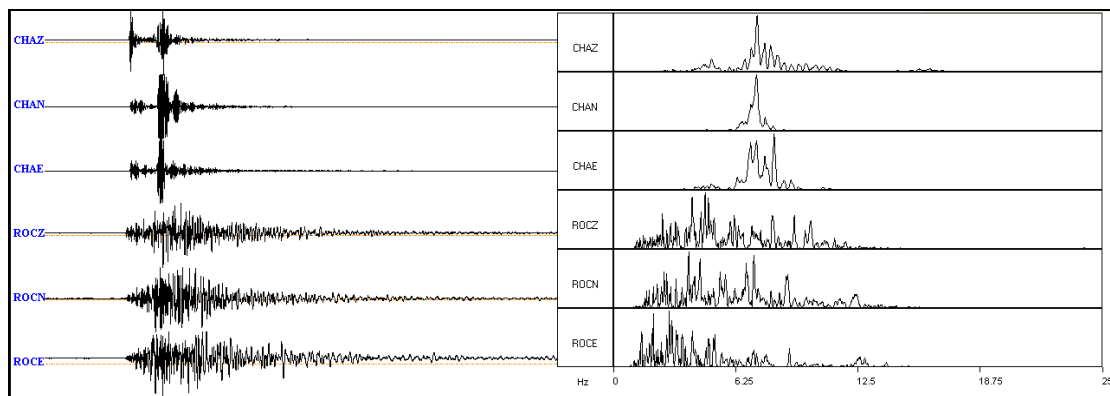 CHAZ
CHAN
CHAE
ROCZ
ROCN
ROCE
CHAZ
CHAN
CHAE
ROCZ
ROCN
ROCE
Hz 0 6.25 12.5 18.75 25